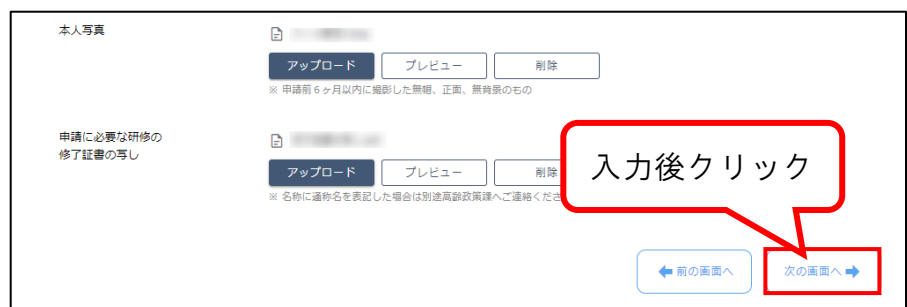 本人写真
アップロード プレビュー 削除
※ 申請前6ヶ月以内に撮影した無帽、正面、無背景のもの
申請に必要な研修の
修了証書の写し
アップロード プレビュー 削除
※ 名称に通称名を表記した場合は別途高齢政策課へご連絡くださ
入力後クリック
前の画面へ 次の画面へ